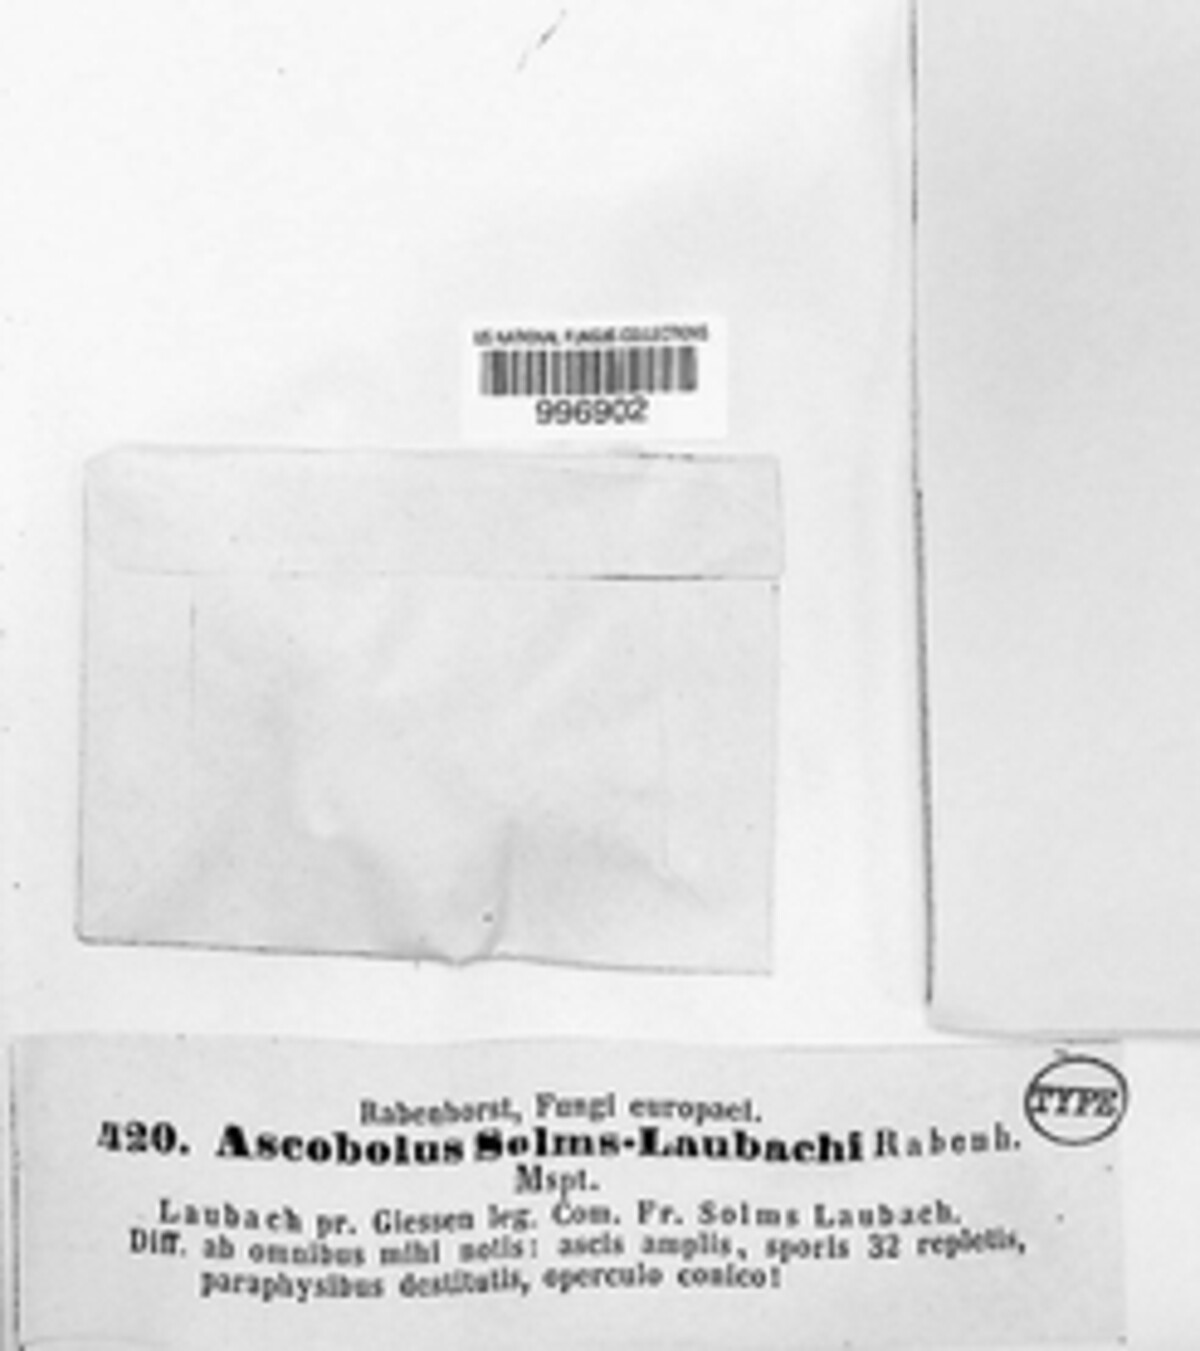 US NATIONAL FUNGUS COLLECTIONS
996902
TYPE
Rabenhorst, Fungi europaei.
420. Ascobolus Solms-Laubachi Rabenh.
Mspt.
Laubach pr. Giessen leg. Com. Fr. Solms Laubach.
Diff. ab omnibus mihi notis: ascis amplis, sporis 32 repletis,
paraphysibus destitutis, operculo conico!